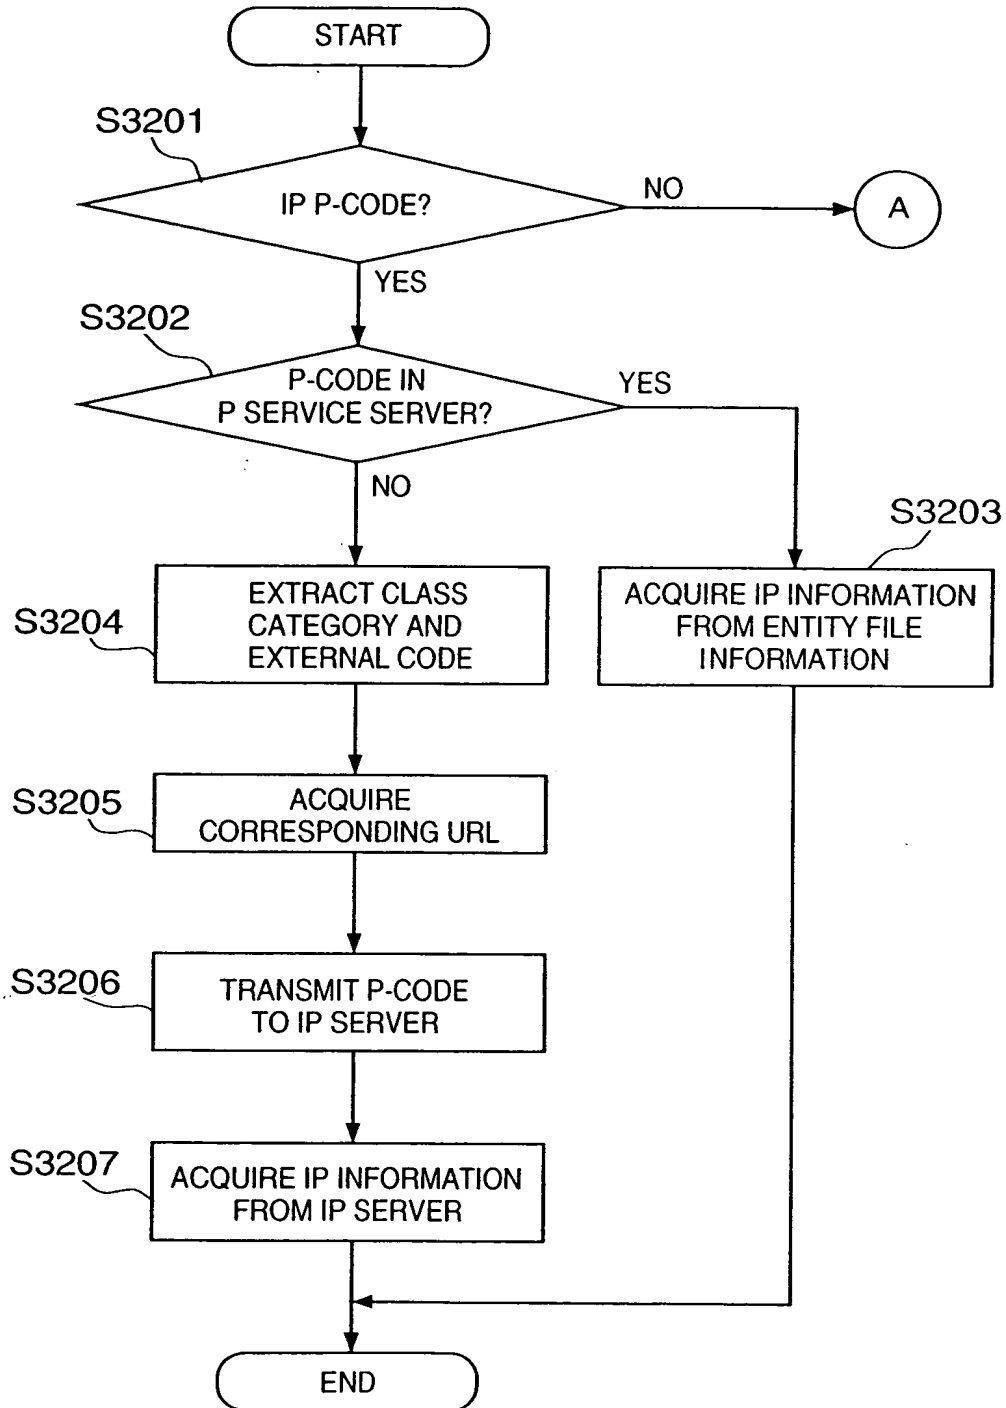 START
S3201
IP P-CODE?
NO
A
YES
S3202
P-CODE IN
P SERVICE SERVER?
YES
NO
S3203
ACQUIRE IP INFORMATION
FROM ENTITY FILE
INFORMATION
S3204
EXTRACT CLASS
CATEGORY AND
EXTERNAL CODE
S3205
ACQUIRE
CORRESPONDING URL
S3206
TRANSMIT P-CODE
TO IP SERVER
S3207
ACQUIRE IP INFORMATION
FROM IP SERVER
END